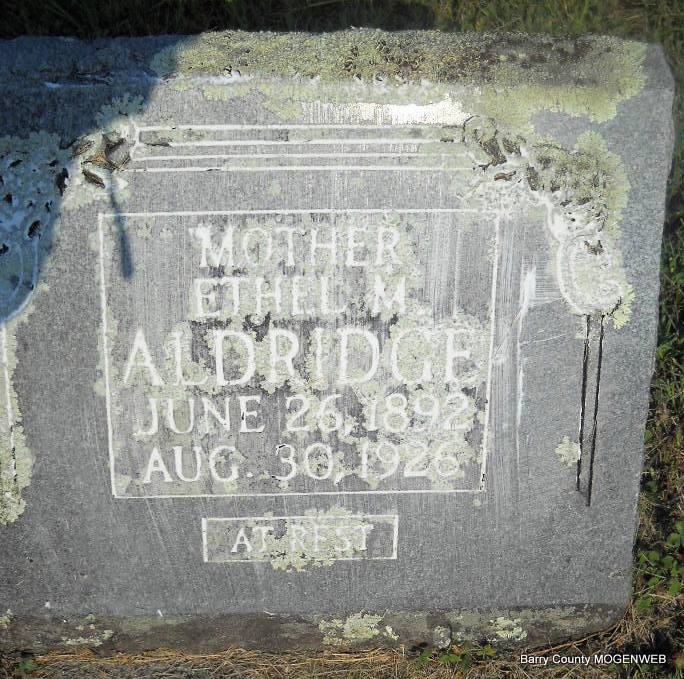 MOTHER
ETHEL M.
ALDRIDGE
JUNE 26, 1892
AUG. 30, 1926
AT REST
Barry County MOGENWEB